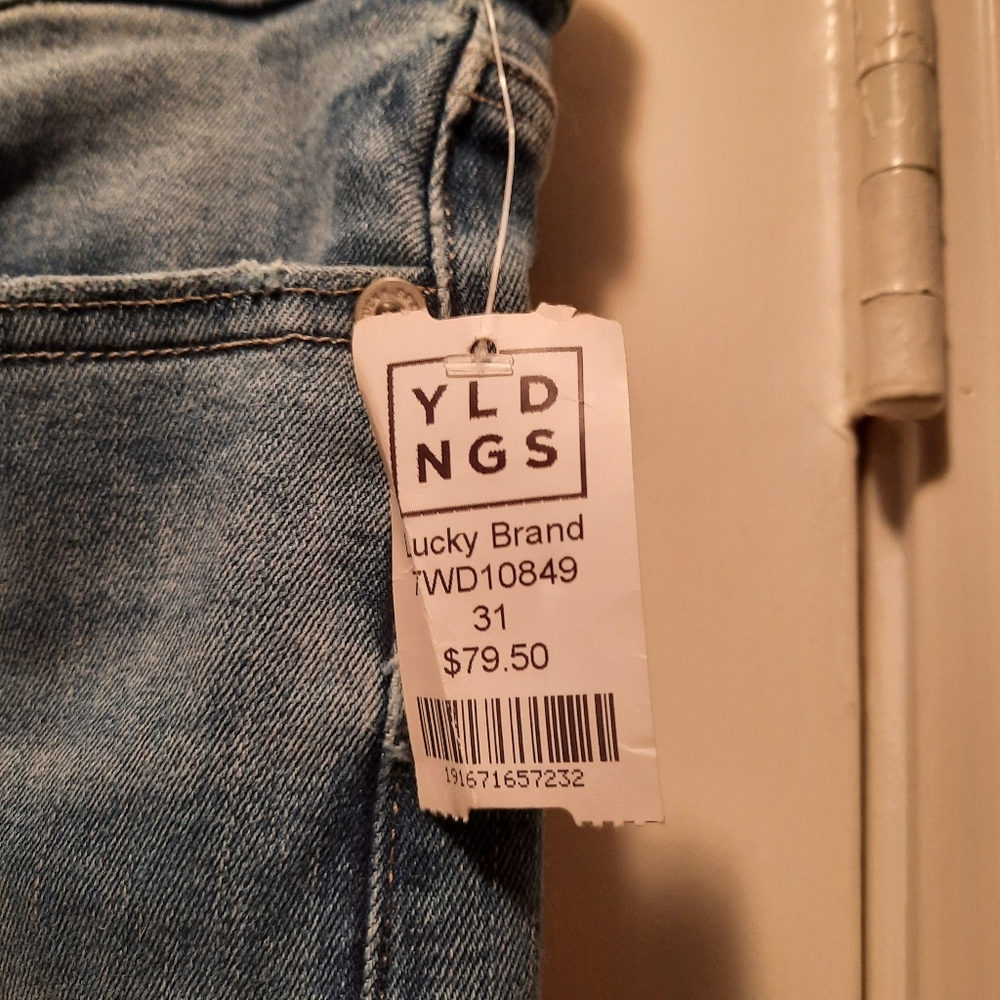 YLD
NGS
Lucky Brand
7WD10849
31
$79.50
191671657232